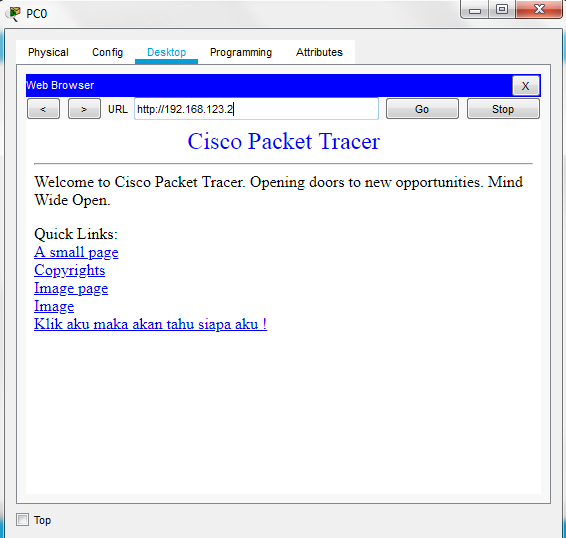 PC0
Physical Config Desktop Programming Attributes
Web Browser X
< > URL http://192.168.123.2 Go Stop
Cisco Packet Tracer
Welcome to Cisco Packet Tracer. Opening doors to new opportunities. Mind
Wide Open.
Quick Links:
A small page
Copyrights
Image page
Image
Klik aku maka akan tahu siapa aku !
Top